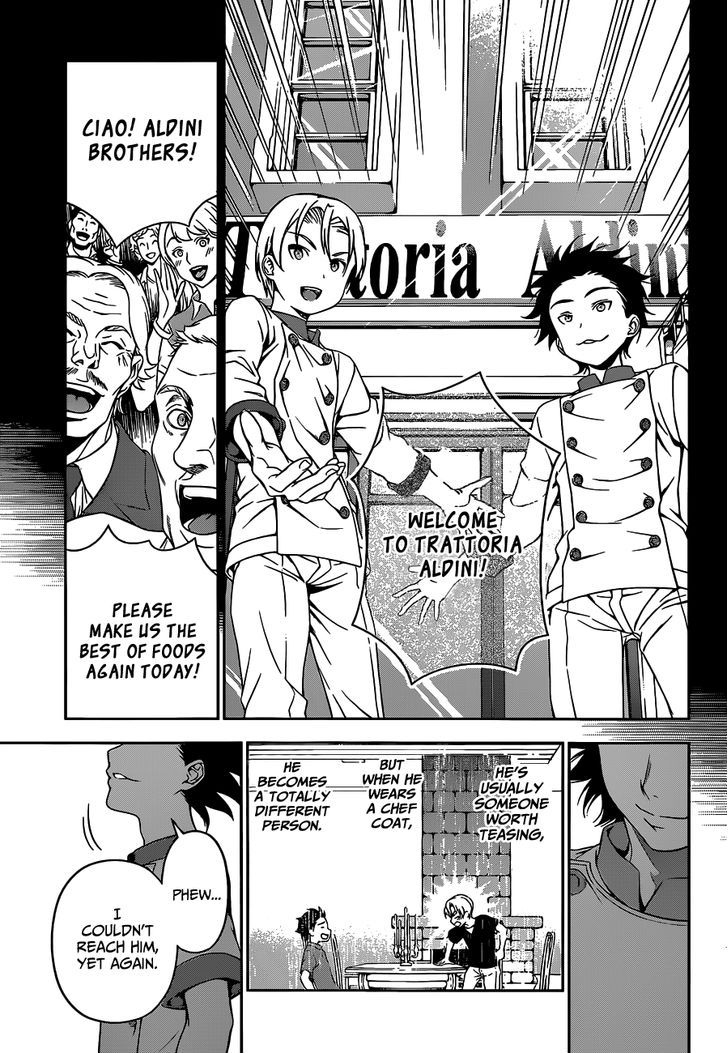 Trattoria Aldini
WELCOME
TO TRATTORIA
ALDINI!
CIAO! ALDINI
BROTHERS!
PLEASE
MAKE US THE
BEST OF FOODS
AGAIN TODAY!
HE'S
USUALLY
SOMEONE
WORTH
TEASING,
BUT
WHEN HE
WEARS
A CHEF
COAT,
HE
BECOMES
A TOTALLY
DIFFERENT
PERSON.
PHEW...
I
COULDN'T
REACH HIM,
YET AGAIN.